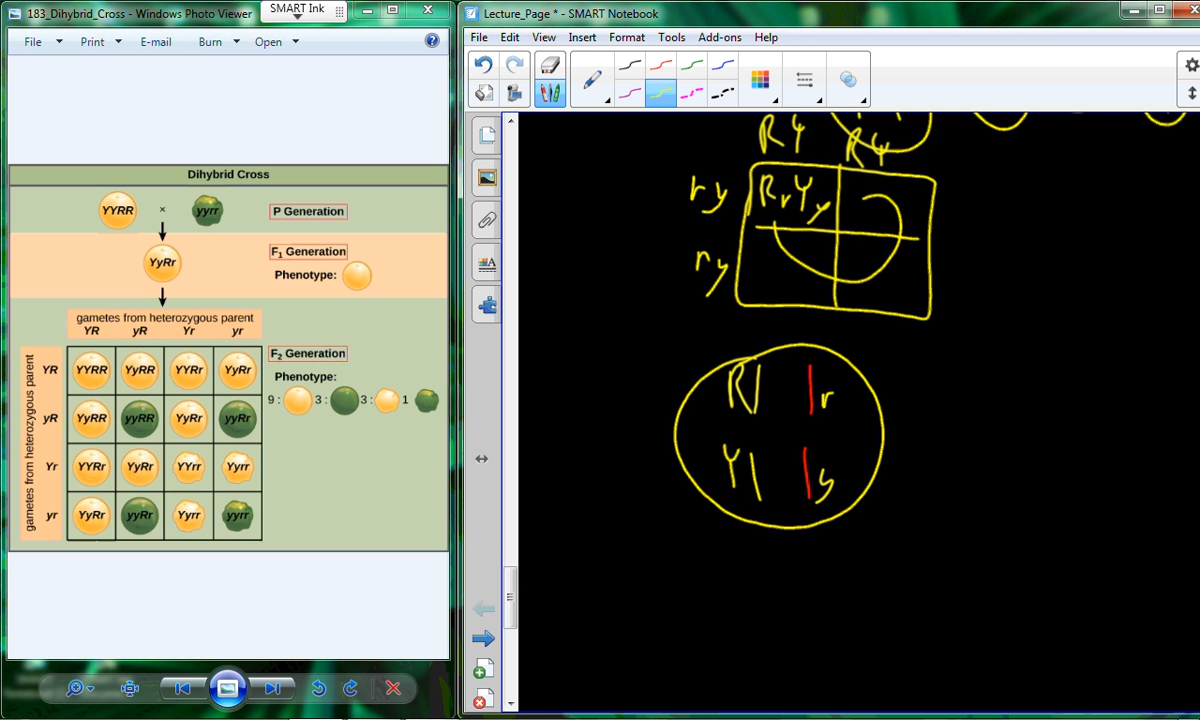 183_Dihybrid_Cross - Windows Photo Viewer
SMART Ink
File Print E-mail Burn Open
Dihybrid Cross
YYRR × yyrr P Generation
F1 Generation
YyRr
Phenotype:
gametes from heterozygous parent
YR yR Yr yr
F2 Generation
Phenotype:
9 : 3 : 3 : 1
gametes from heterozygous parent
YR YYRR YyRR YYRr YyRr
yR YyRR yyRR YyRr yyRr
Yr YYRr YyRr YYrr Yyrr
yr YyRr yyRr Yyrr yyrr
Lecture_Page * - SMART Notebook
File Edit View Insert Format Tools Add-ons Help
RY RY
ry RrYy
ry
R r
Y y